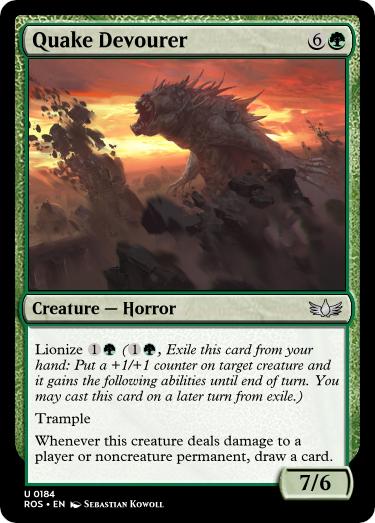 Quake Devourer 6
Creature — Horror
Lionize 1 (1, Exile this card from your
hand: Put a +1/+1 counter on target creature and
it gains the following abilities until end of turn. You
may cast this card on a later turn from exile.)
Trample
Whenever this creature deals damage to a
player or noncreature permanent, draw a card.
7/6
U 0184
ROS • EN Sebastian Kowoll